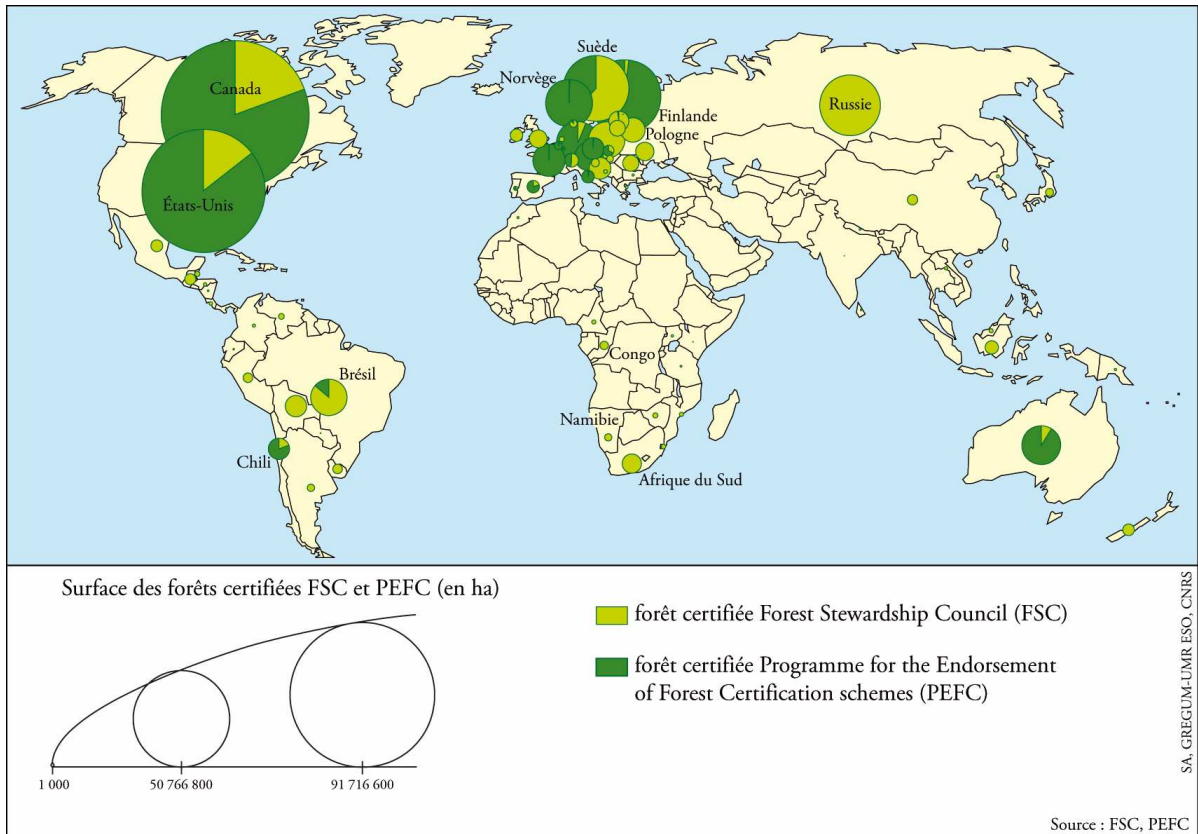 Canada
États-Unis
Suède
Norvège
Finlande
Pologne
Russie
Brésil
Chili
Congo
Namibie
Afrique du Sud
Surface des forêts certifiées FSC et PEFC (en ha)
1 000
50 766 800
91 716 600
forêt certifiée Forest Stewardship Council (FSC)
forêt certifiée Programme for the Endorsement
of Forest Certification schemes (PEFC)
SA, GREGUM-UMR ESO, CNRS
Source : FSC, PEFC